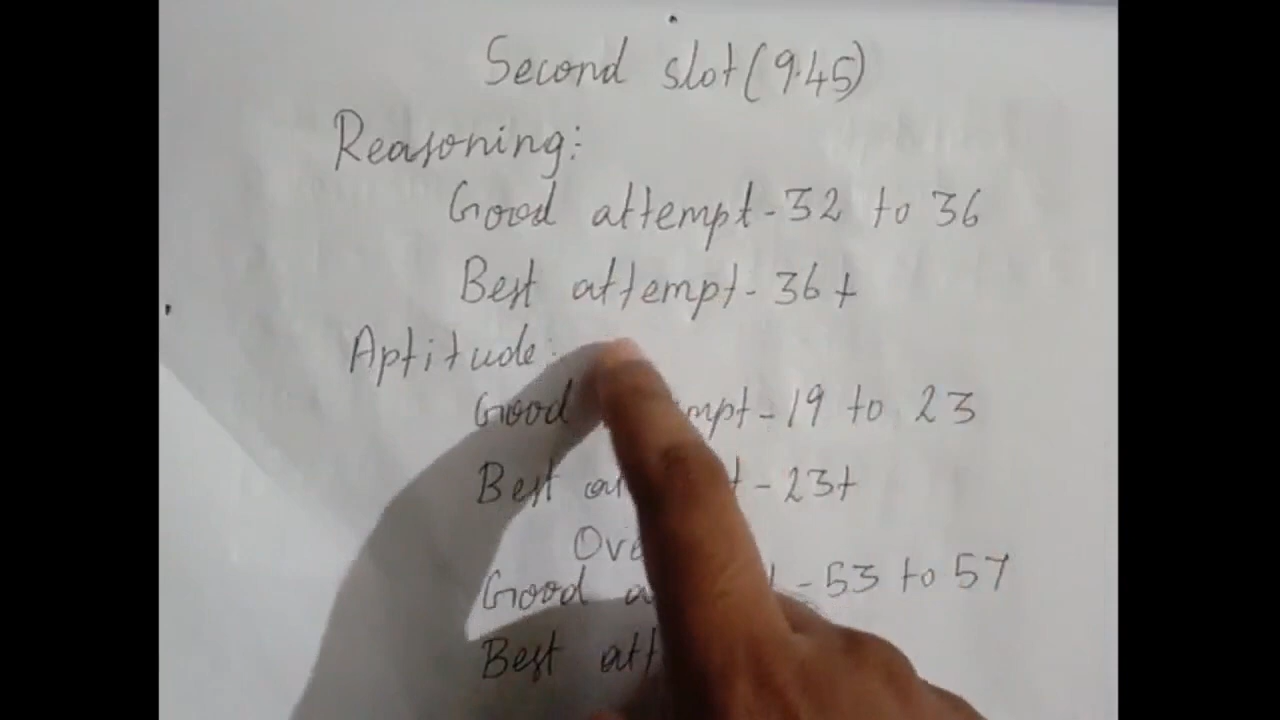 Second slot (9.45)
Reasoning:
Good attempt - 32 to 36
Best attempt - 36+
Aptitude:
Good - 19 to 23
Best - 23+
Good - 53 to 57
Best